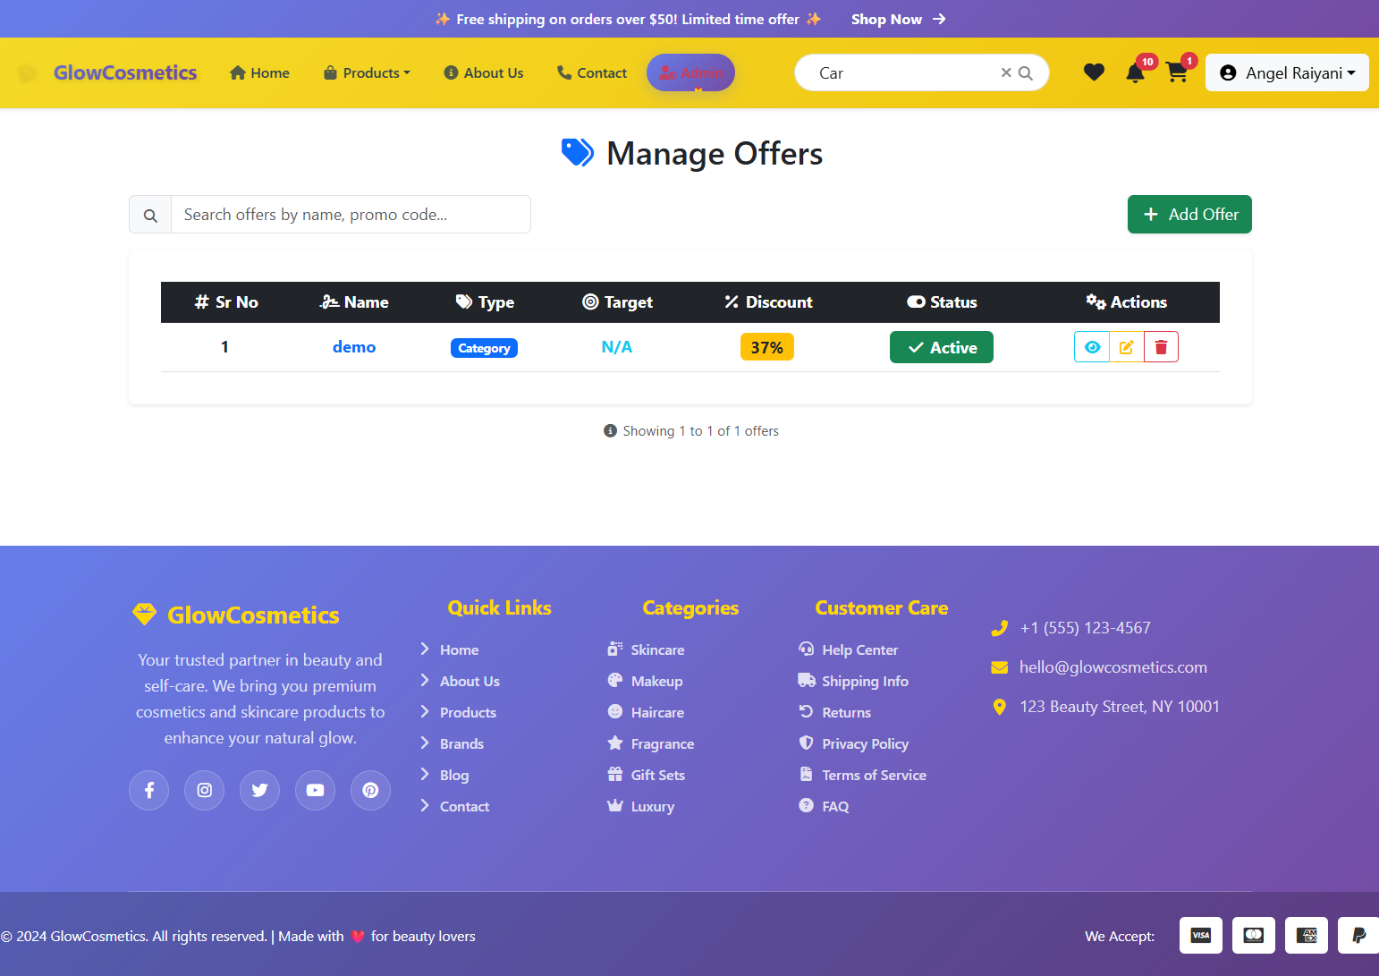 ✨ Free shipping on orders over $50! Limited time offer ✨ Shop Now →
GlowCosmetics Home Products About Us Contact Admin Car 10 1 Angel Raiyani
Manage Offers
Search offers by name, promo code...
+ Add Offer
# Sr No Name Type Target Discount Status Actions
1 demo Category N/A 37% Active
Showing 1 to 1 of 1 offers
GlowCosmetics
Your trusted partner in beauty and
self-care. We bring you premium
cosmetics and skincare products to
enhance your natural glow.
Quick Links
Home
About Us
Products
Brands
Blog
Contact
Categories
Skincare
Makeup
Haircare
Fragrance
Gift Sets
Luxury
Customer Care
Help Center
Shipping Info
Returns
Privacy Policy
Terms of Service
FAQ
+1 (555) 123-4567
hello@glowcosmetics.com
123 Beauty Street, NY 10001
© 2024 GlowCosmetics. All rights reserved. | Made with 💗 for beauty lovers
We Accept: VISA AMEX